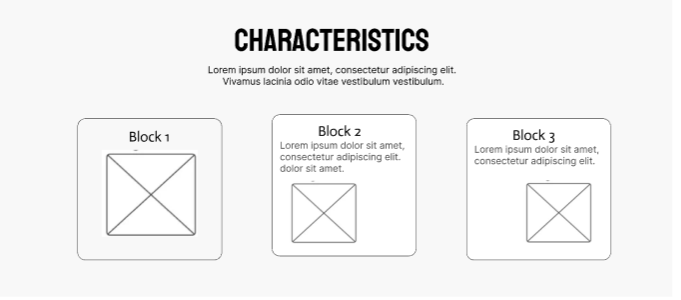 CHARACTERISTICS
Lorem ipsum dolor sit amet, consectetur adipiscing elit.
Vivamus lacinia odio vitae vestibulum vestibulum.
Block 1
Block 2
Lorem ipsum dolor sit amet,
consectetur adipiscing elit.
dolor sit amet.
Block 3
Lorem ipsum dolor sit amet,
consectetur adipiscing elit.